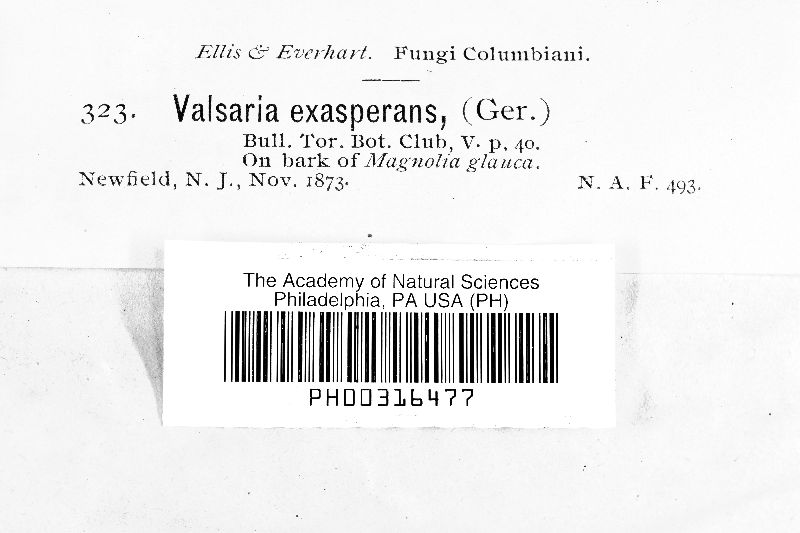 Ellis & Everhart. Fungi Columbiani.
323. Valsaria exasperans, (Ger.)
Bull. Tor. Bot. Club, V. p. 40.
On bark of Magnolia glauca.
Newfield, N. J., Nov. 1873. N. A. F. 493.
The Academy of Natural Sciences
Philadelphia, PA USA (PH)
PH00316477